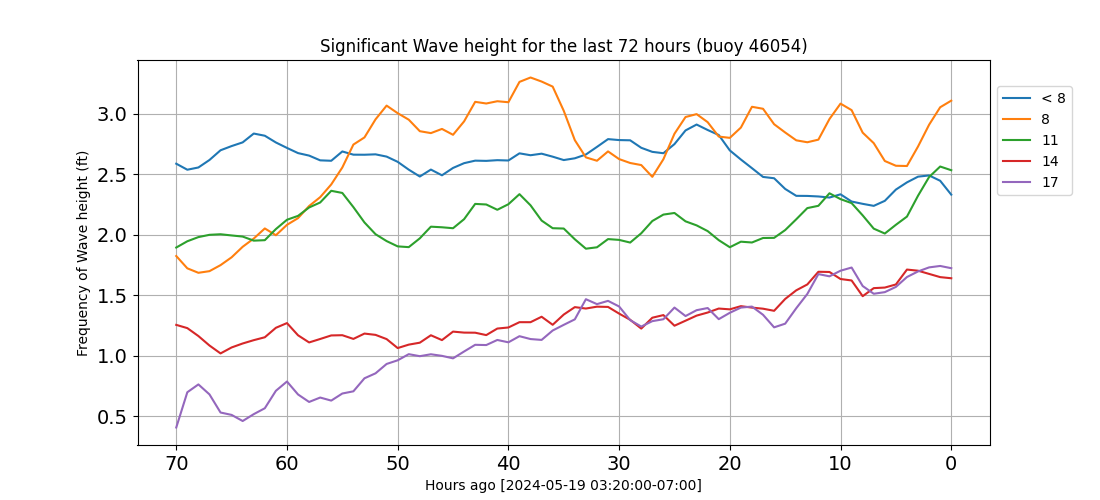 Significant Wave height for the last 72 hours (buoy 46054)
Frequency of Wave height (ft)
3.0
2.5
2.0
1.5
1.0
0.5
70 60 50 40 30 20 10 0
Hours ago [2024-05-19 03:20:00-07:00]
< 8
8
11
14
17